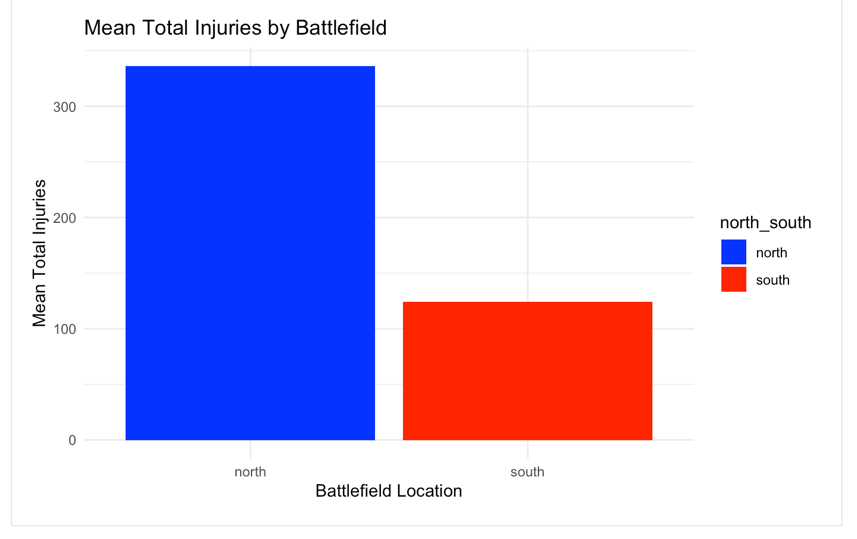 Mean Total Injuries by Battlefield
300
200
100
0
Mean Total Injuries
north
south
Battlefield Location
north_south
north
south